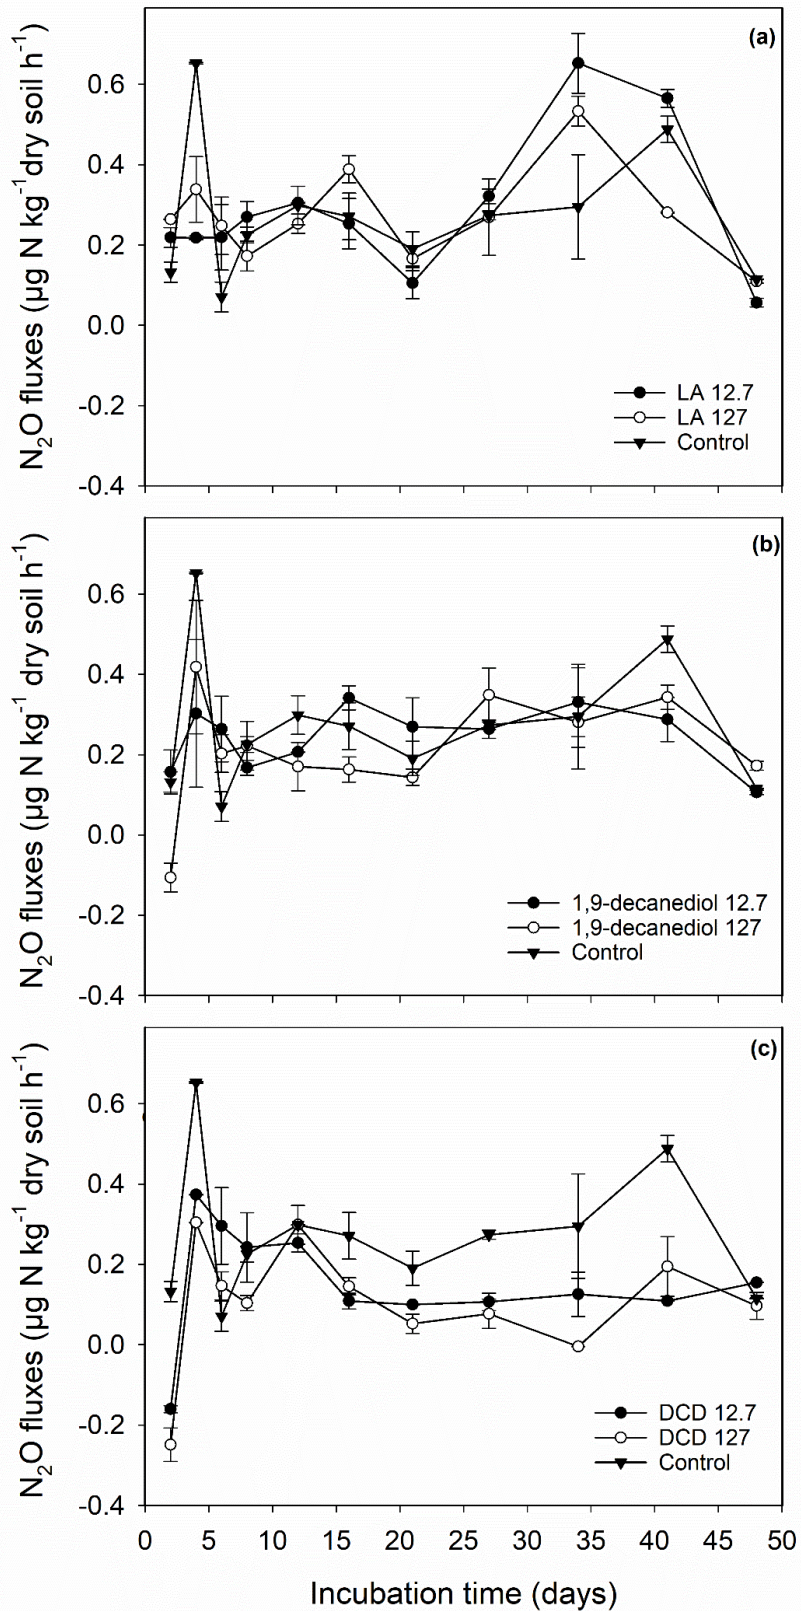 (a)
N₂O fluxes (µg N kg⁻¹dry soil h⁻¹)
0.6
0.4
0.2
0.0
-0.2
-0.4
LA 12.7
LA 127
Control
(b)
N₂O fluxes (µg N kg⁻¹ dry soil h⁻¹)
0.6
0.4
0.2
0.0
-0.2
-0.4
1,9-decanediol 12.7
1,9-decanediol 127
Control
(c)
N₂O fluxes (µg N kg⁻¹ dry soil h⁻¹)
0.6
0.4
0.2
0.0
-0.2
-0.4
DCD 12.7
DCD 127
Control
0 5 10 15 20 25 30 35 40 45 50
Incubation time (days)